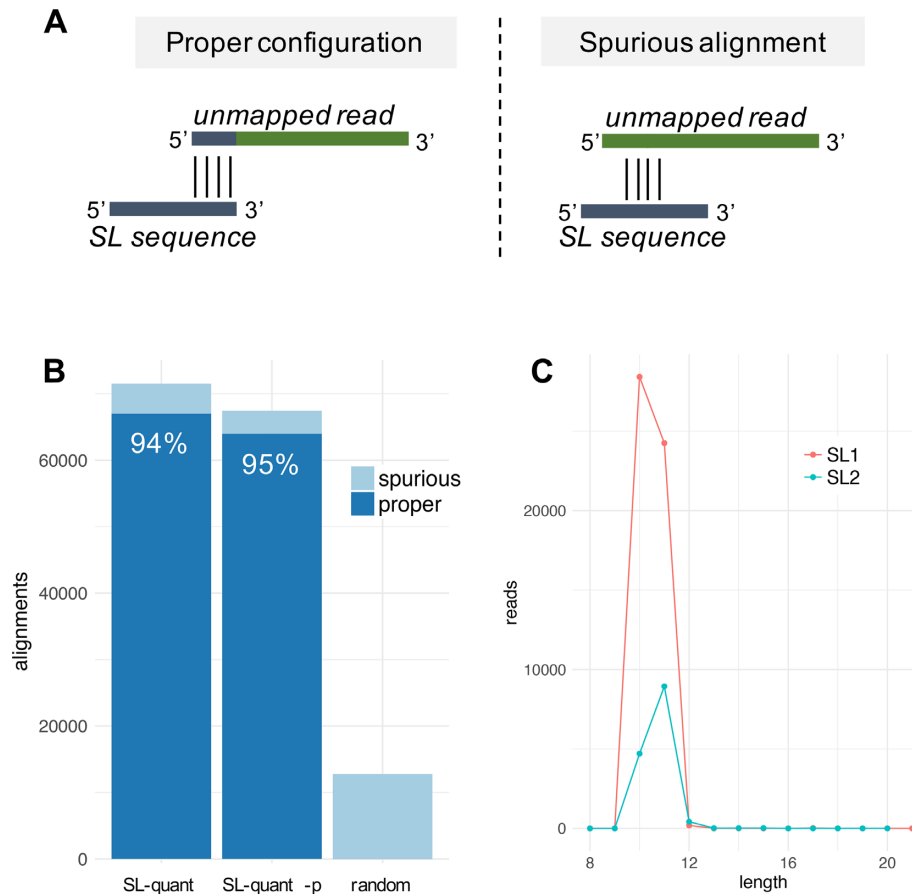 A
Proper configuration
Spurious alignment
unmapped read
5’ 3’
5’ 3’
SL sequence
unmapped read
5’ 3’
5’ 3’
SL sequence
B
94%
95%
spurious
proper
alignments
60000
40000
20000
0
SL-quant SL-quant -p random
C
SL1
SL2
reads
20000
10000
0
8 12 16 20
length